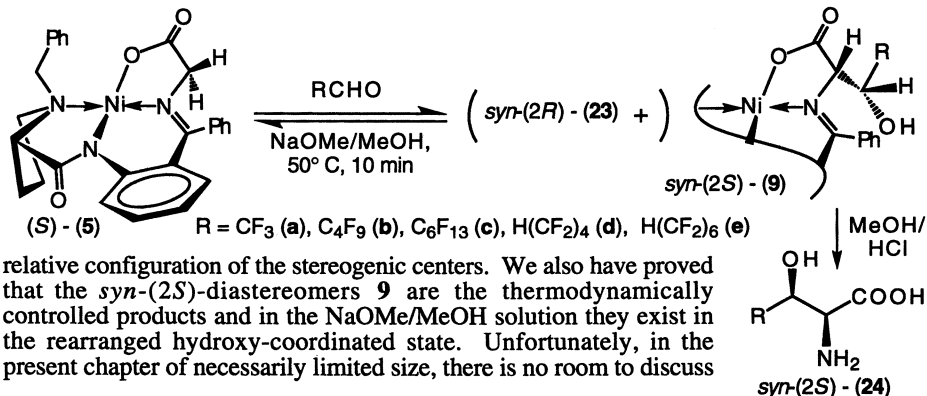 Ph
O
O
H
N
Ni
N
H
Ph
N
O
RCHO
NaOMe/MeOH,
50° C, 10 min
( syn-(2R) - (23) + )
O
O
H
R
Ni
N
H
OH
Ph
syn-(2S) - (9)
(S) - (5)
R = CF3 (a), C4F9 (b), C6F13 (c), H(CF2)4 (d), H(CF2)6 (e)
MeOH/
HCl
relative configuration of the stereogenic centers. We also have proved
that the syn-(2S)-diastereomers 9 are the thermodynamically
controlled products and in the NaOMe/MeOH solution they exist in
the rearranged hydroxy-coordinated state. Unfortunately, in the
present chapter of necessarily limited size, there is no room to discuss
OH
R
COOH
NH2
syn-(2S) - (24)